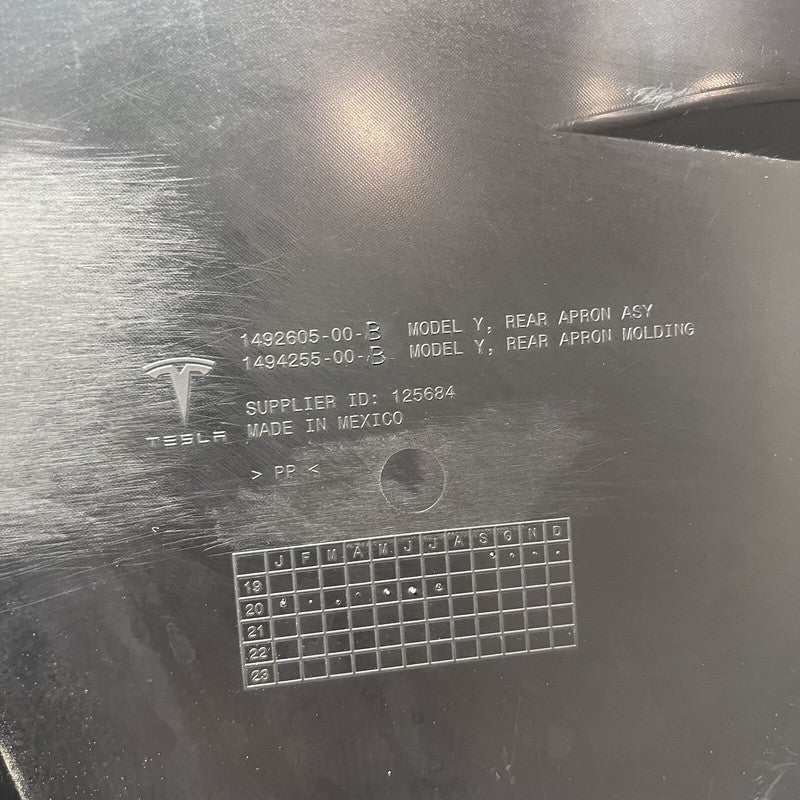 1492605-00-B MODEL Y, REAR APRON ASY
1494255-00-B MODEL Y, REAR APRON MOLDING
SUPPLIER ID: 125684
TESLA MADE IN MEXICO
> PP <
J F M A M J J A S O N D
19
20
21
22
23